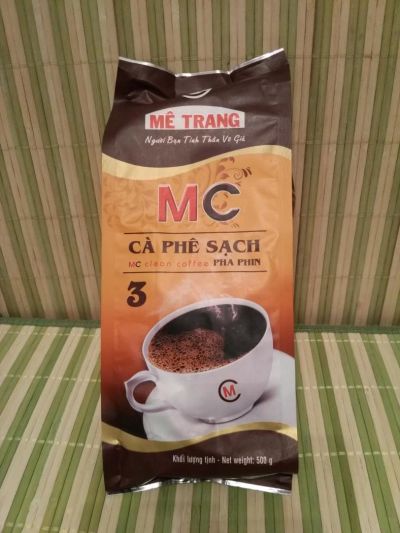 MÊ TRANG
Người Bạn Tinh Thần Vô Giá
MC
CÀ PHÊ SẠCH
MC clean coffee PHA PHIN
3
MC
Khối lượng tịnh - Net weight: 500 g